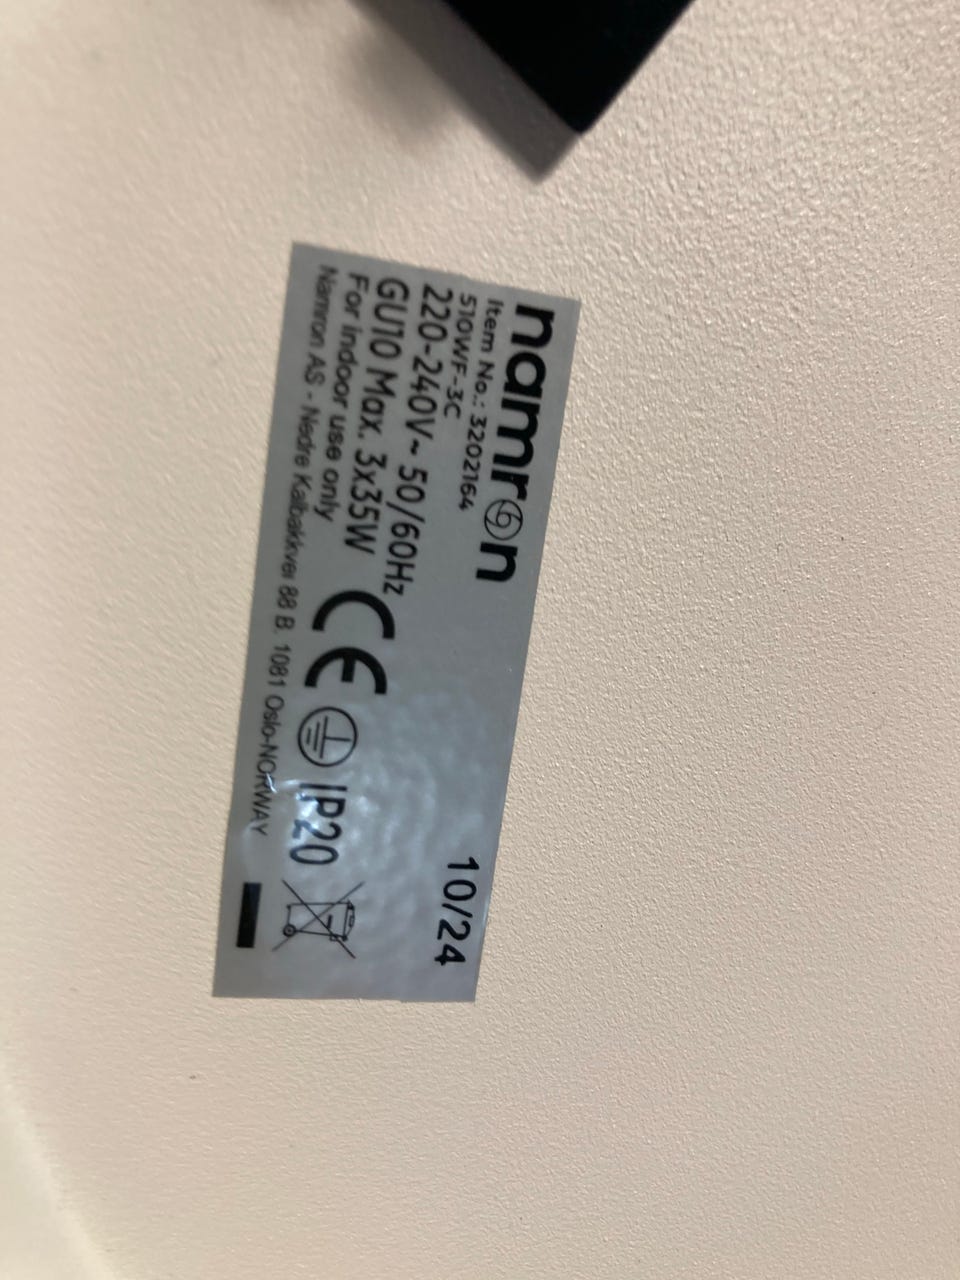 namron
Item No.: 3202164
510WF-3C
10/24
220-240V~ 50/60Hz
GU10 Max. 3x35W
For indoor use only
CE IP20
Namron AS - Nedre Kalbakkvei 88 B. 1081 Oslo-NORWAY